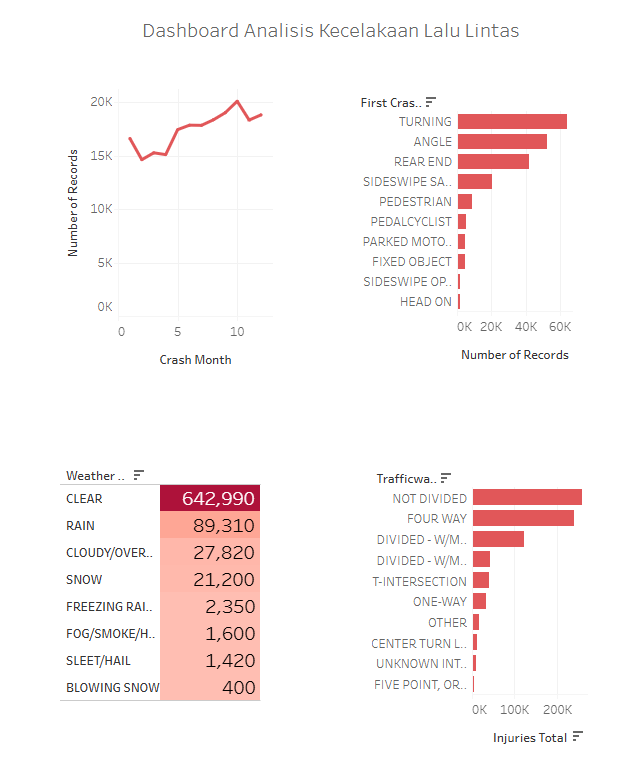 Dashboard Analisis Kecelakaan Lalu Lintas
Number of Records
20K
15K
10K
5K
0K
0
5
10
Crash Month
First Cras..
TURNING
ANGLE
REAR END
SIDESWIPE SA..
PEDESTRIAN
PEDALCYCLIST
PARKED MOTO..
FIXED OBJECT
SIDESWIPE OP..
HEAD ON
0K 20K 40K 60K
Number of Records
Weather ..
CLEAR 642,990
RAIN 89,310
CLOUDY/OVER.. 27,820
SNOW 21,200
FREEZING RAI.. 2,350
FOG/SMOKE/H.. 1,600
SLEET/HAIL 1,420
BLOWING SNOW 400
Trafficwa..
NOT DIVIDED
FOUR WAY
DIVIDED - W/M..
DIVIDED - W/M..
T-INTERSECTION
ONE-WAY
OTHER
CENTER TURN L..
UNKNOWN INT..
FIVE POINT, OR..
0K 100K 200K
Injuries Total